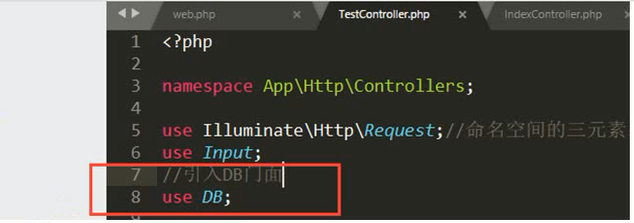 web.php
TestController.php
IndexController.php
1 <?php
2
3 namespace App\Http\Controllers;
4
5 use Illuminate\Http\Request;//命名空间的三元素
6 use Input;
7 //引入DB门面
8 use DB;
9